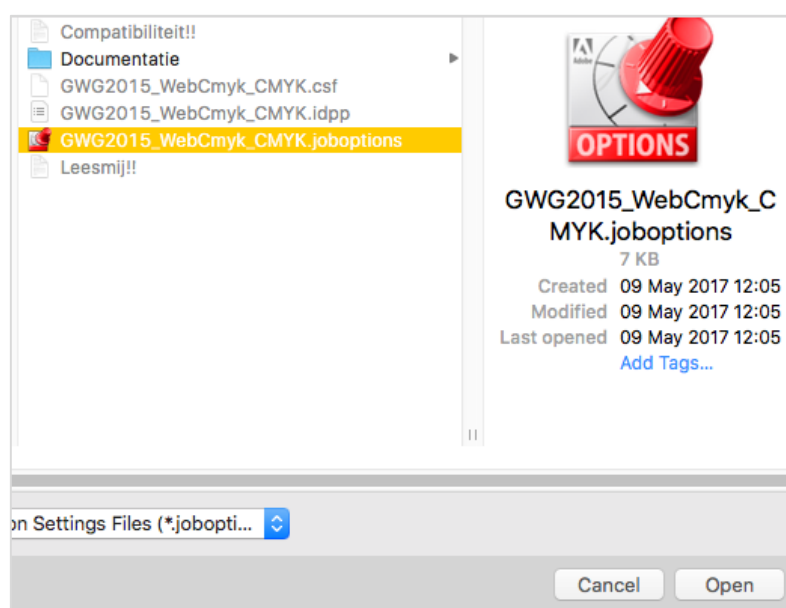 Compatibiliteit!!
Documentatie
GWG2015_WebCmyk_CMYK.csf
GWG2015_WebCmyk_CMYK.idpp
GWG2015_WebCmyk_CMYK.joboptions
Leesmij!!
OPTIONS
GWG2015_WebCmyk_C
MYK.joboptions
7 KB
Created 09 May 2017 12:05
Modified 09 May 2017 12:05
Last opened 09 May 2017 12:05
Add Tags...
on Settings Files (*.jobopti...
Cancel Open